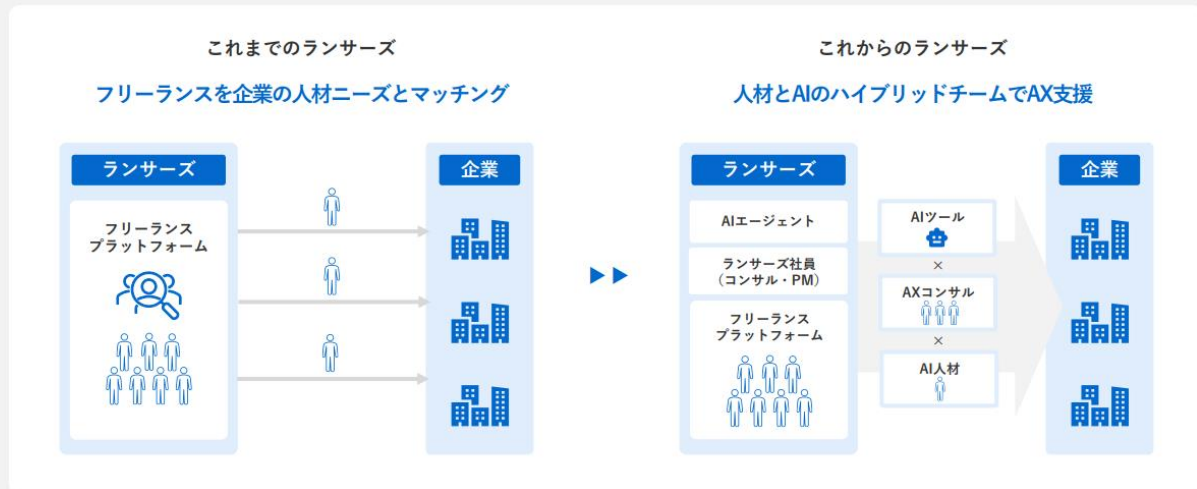 これまでのランサーズ
フリーランスを企業の人材ニーズとマッチング
ランサーズ
企業
フリーランス
プラットフォーム
これからのランサーズ
人材とAIのハイブリッドチームでAX支援
ランサーズ
企業
AIエージェント
ランサーズ社員
（コンサル・PM）
フリーランス
プラットフォーム
AIツール
×
AXコンサル
×
AI人材